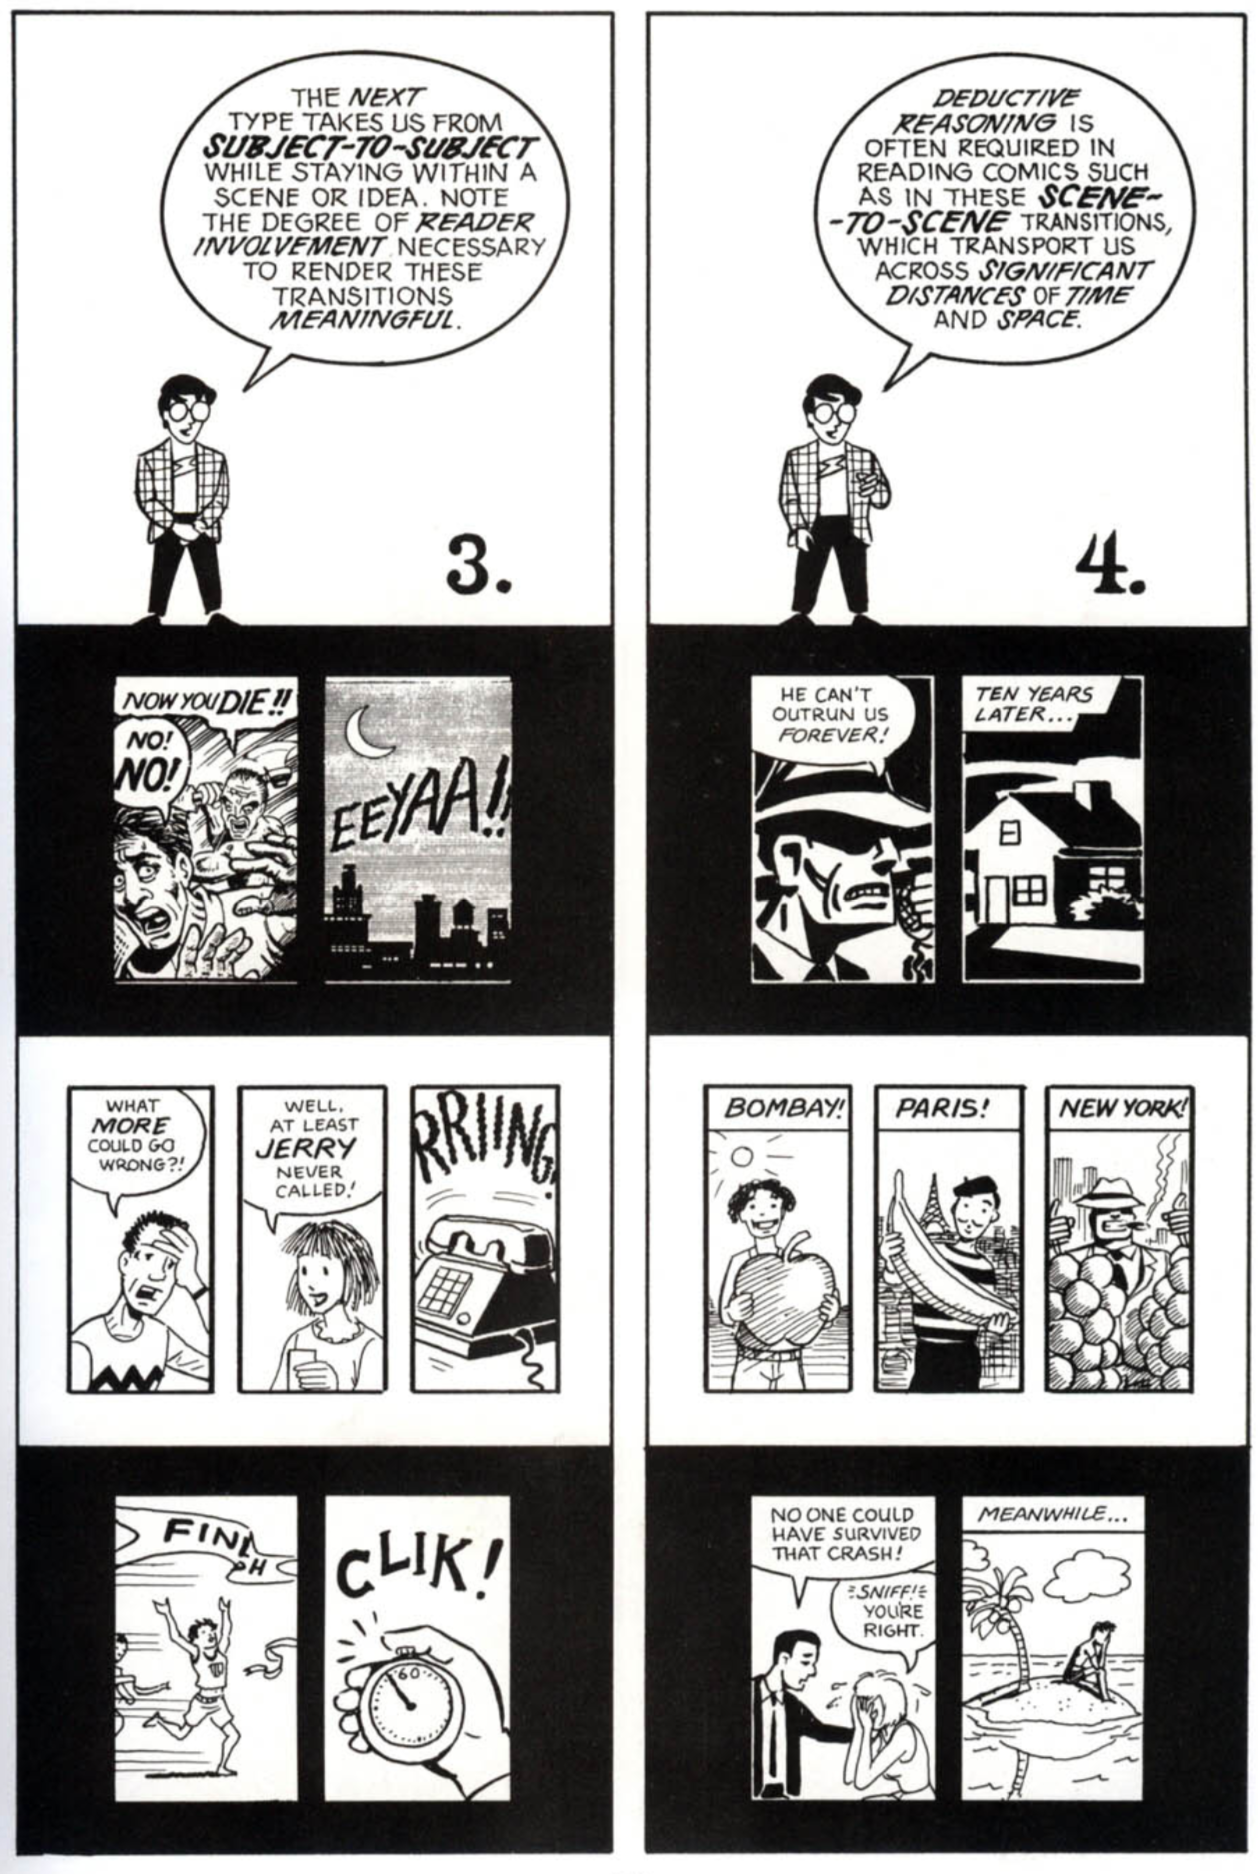 THE NEXT
TYPE TAKES US FROM
SUBJECT-TO-SUBJECT
WHILE STAYING WITHIN A
SCENE OR IDEA. NOTE
THE DEGREE OF READER
INVOLVEMENT NECESSARY
TO RENDER THESE
TRANSITIONS
MEANINGFUL.
3.
NOW YOU DIE!!
NO!
NO!
EEYAA!!
WHAT
MORE
COULD GO
WRONG?!
WELL,
AT LEAST
JERRY
NEVER
CALLED!
RRIING!
FINISH
CLIK!
60
DEDUCTIVE
REASONING IS
OFTEN REQUIRED IN
READING COMICS SUCH
AS IN THESE SCENE-
-TO-SCENE TRANSITIONS,
WHICH TRANSPORT US
ACROSS SIGNIFICANT
DISTANCES OF TIME
AND SPACE.
4.
HE CAN'T
OUTRUN US
FOREVER!
TEN YEARS
LATER...
BOMBAY!
PARIS!
NEW YORK!
NO ONE COULD
HAVE SURVIVED
THAT CRASH!
SNIFF!
YOU'RE
RIGHT.
MEANWHILE...